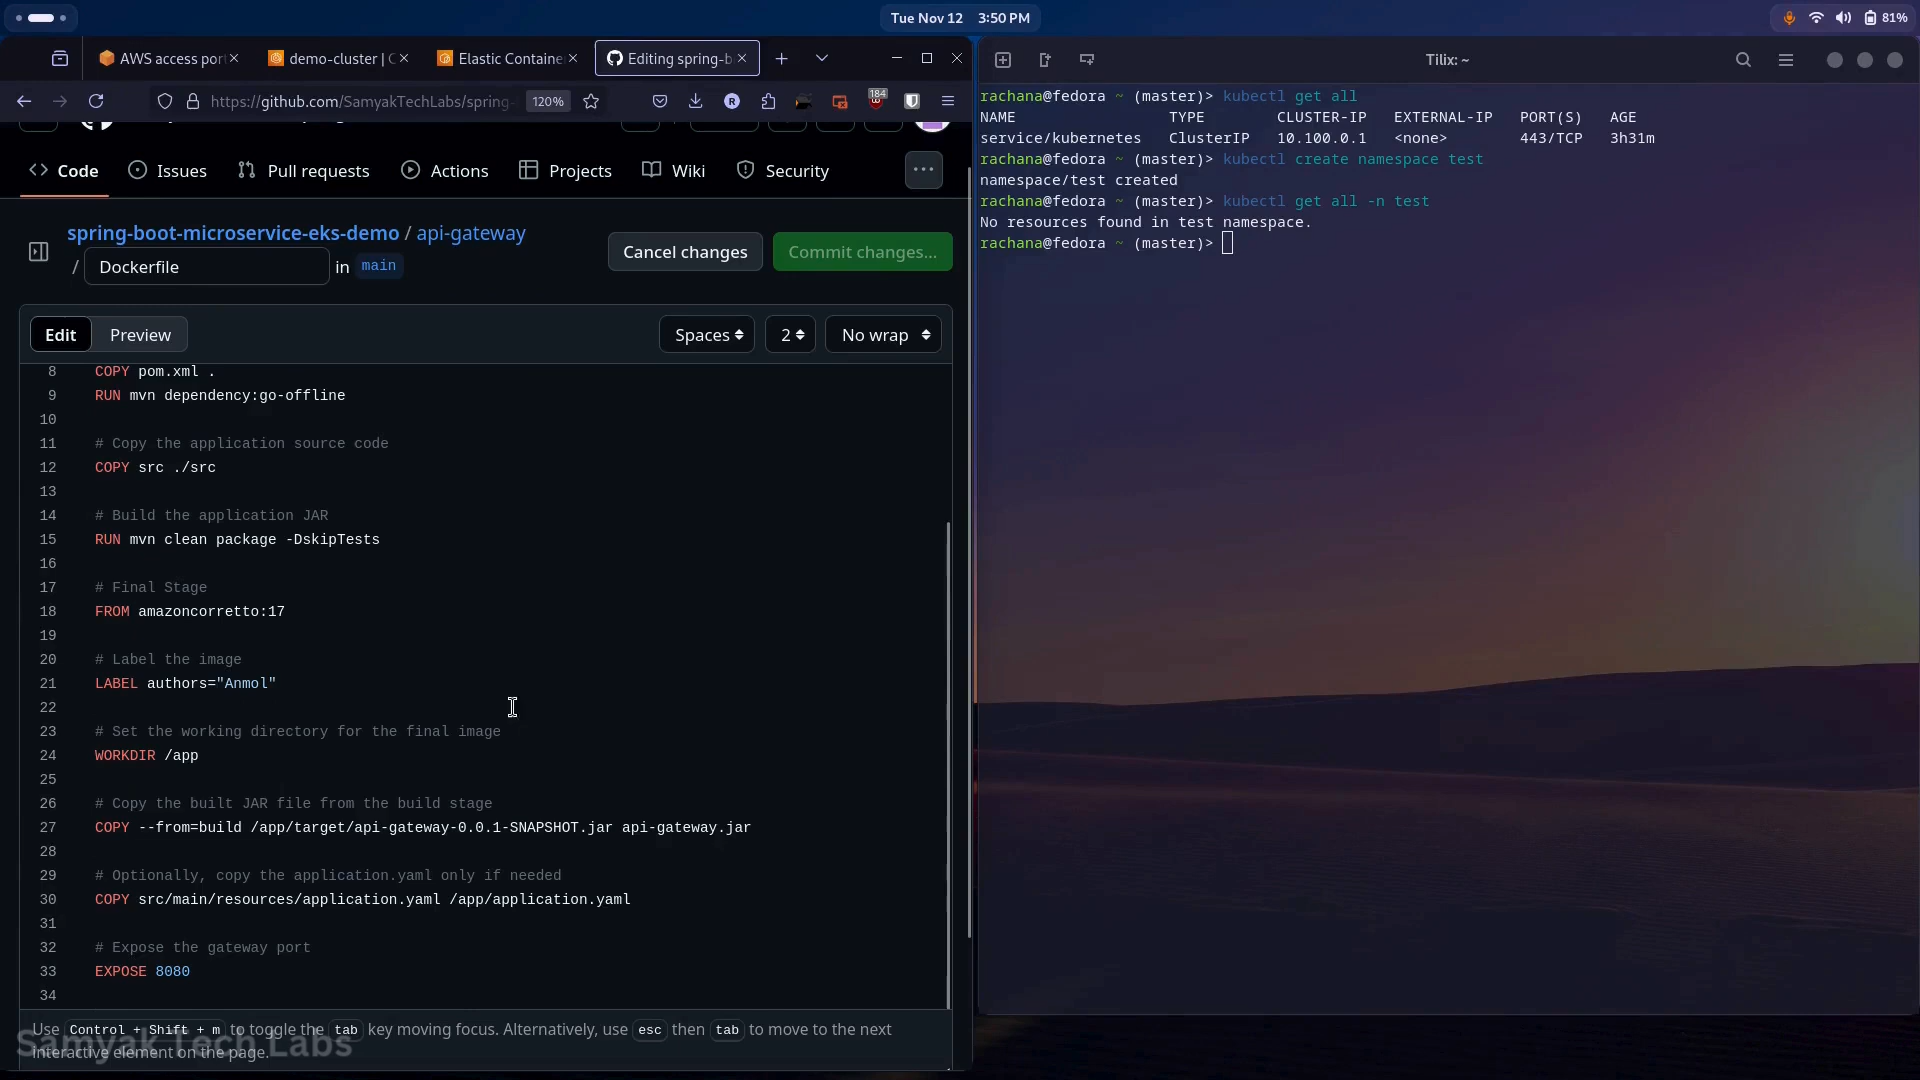 Tue Nov 12 3:50 PM
81%
AWS access por
demo-cluster | C
Elastic Containe
Editing spring-b
https://github.com/SamyakTechLabs/spring-
120%
184
Code
Issues
Pull requests
Actions
Projects
Wiki
Security
spring-boot-microservice-eks-demo / api-gateway
/ Dockerfile in main
Cancel changes
Commit changes...
Edit
Preview
Spaces
2
No wrap
8 COPY pom.xml .
9 RUN mvn dependency:go-offline
10
11 # Copy the application source code
12 COPY src ./src
13
14 # Build the application JAR
15 RUN mvn clean package -DskipTests
16
17 # Final Stage
18 FROM amazoncorretto:17
19
20 # Label the image
21 LABEL authors="Anmol"
22
23 # Set the working directory for the final image
24 WORKDIR /app
25
26 # Copy the built JAR file from the build stage
27 COPY --from=build /app/target/api-gateway-0.0.1-SNAPSHOT.jar api-gateway.jar
28
29 # Optionally, copy the application.yaml only if needed
30 COPY src/main/resources/application.yaml /app/application.yaml
31
32 # Expose the gateway port
33 EXPOSE 8080
34
Use Control + Shift + m to toggle the tab key moving focus. Alternatively, use esc then tab to move to the next
interactive element on the page.
Samyak Tech Labs
Tilix: ~
rachana@fedora ~ (master)> kubectl get all
NAME TYPE CLUSTER-IP EXTERNAL-IP PORT(S) AGE
service/kubernetes ClusterIP 10.100.0.1 <none> 443/TCP 3h31m
rachana@fedora ~ (master)> kubectl create namespace test
namespace/test created
rachana@fedora ~ (master)> kubectl get all -n test
No resources found in test namespace.
rachana@fedora ~ (master)>